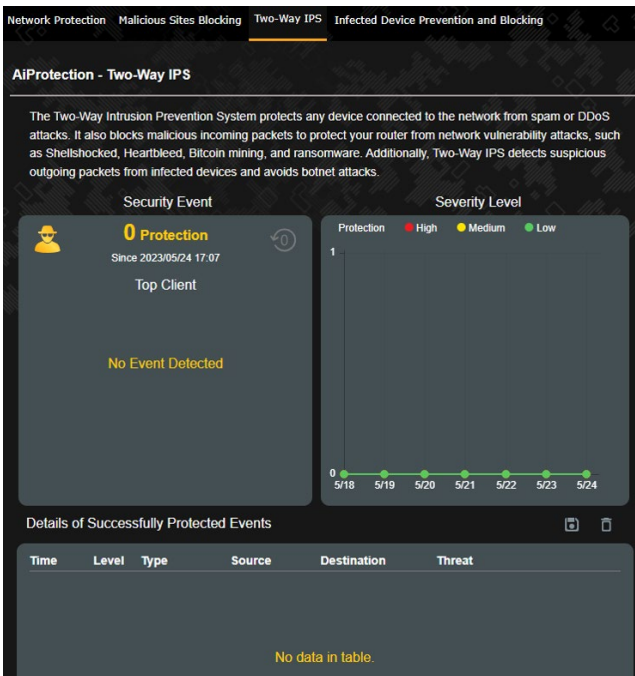 Network Protection Malicious Sites Blocking Two-Way IPS Infected Device Prevention and Blocking
AiProtection - Two-Way IPS
The Two-Way Intrusion Prevention System protects any device connected to the network from spam or DDoS
attacks. It also blocks malicious incoming packets to protect your router from network vulnerability attacks, such
as Shellshocked, Heartbleed, Bitcoin mining, and ransomware. Additionally, Two-Way IPS detects suspicious
outgoing packets from infected devices and avoids botnet attacks.
Security Event
0 Protection
0
Since 2023/05/24 17:07
Top Client
No Event Detected
Severity Level
Protection High Medium Low
1
0
5/18 5/19 5/20 5/21 5/22 5/23 5/24
Details of Successfully Protected Events
Time Level Type Source Destination Threat
No data in table.